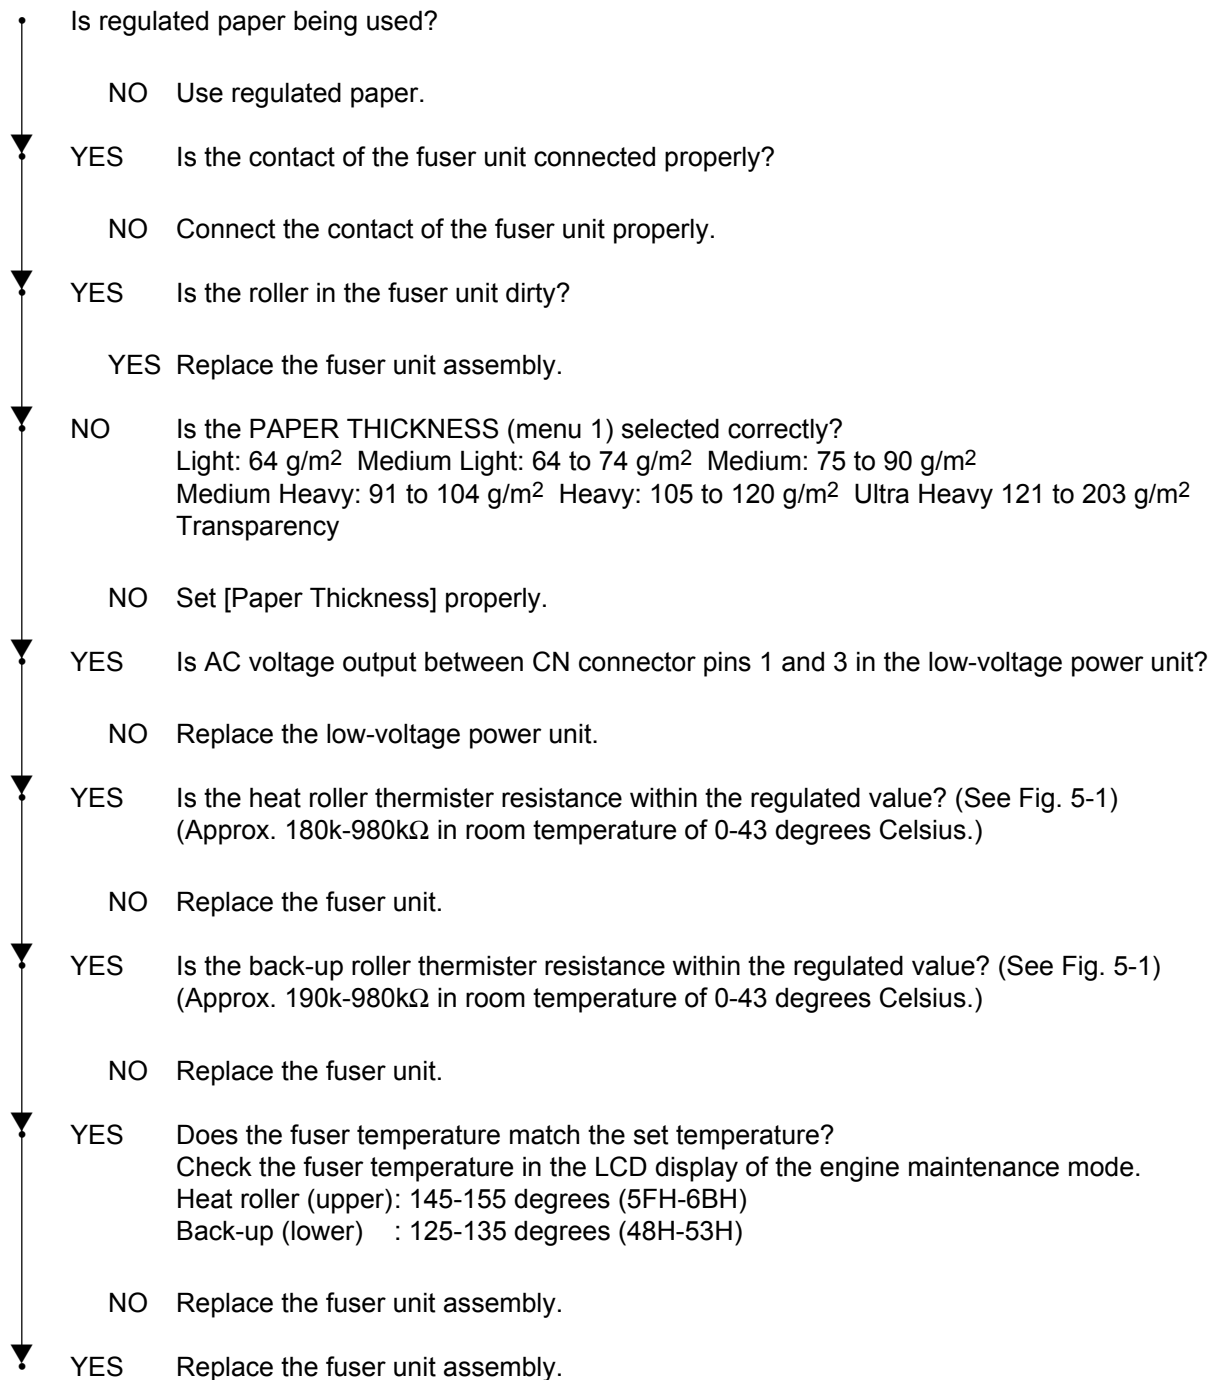 Is regulated paper being used?
NO Use regulated paper.
YES Is the contact of the fuser unit connected properly?
NO Connect the contact of the fuser unit properly.
YES Is the roller in the fuser unit dirty?
YES Replace the fuser unit assembly.
NO Is the PAPER THICKNESS (menu 1) selected correctly?
Light: 64 g/m2 Medium Light: 64 to 74 g/m2 Medium: 75 to 90 g/m2
Medium Heavy: 91 to 104 g/m2 Heavy: 105 to 120 g/m2 Ultra Heavy 121 to 203 g/m2
Transparency
NO Set [Paper Thickness] properly.
YES Is AC voltage output between CN connector pins 1 and 3 in the low-voltage power unit?
NO Replace the low-voltage power unit.
YES Is the heat roller thermister resistance within the regulated value? (See Fig. 5-1)
(Approx. 180k-980kΩ in room temperature of 0-43 degrees Celsius.)
NO Replace the fuser unit.
YES Is the back-up roller thermister resistance within the regulated value? (See Fig. 5-1)
(Approx. 190k-980kΩ in room temperature of 0-43 degrees Celsius.)
NO Replace the fuser unit.
YES Does the fuser temperature match the set temperature?
Check the fuser temperature in the LCD display of the engine maintenance mode.
Heat roller (upper): 145-155 degrees (5FH-6BH)
Back-up (lower) : 125-135 degrees (48H-53H)
NO Replace the fuser unit assembly.
YES Replace the fuser unit assembly.